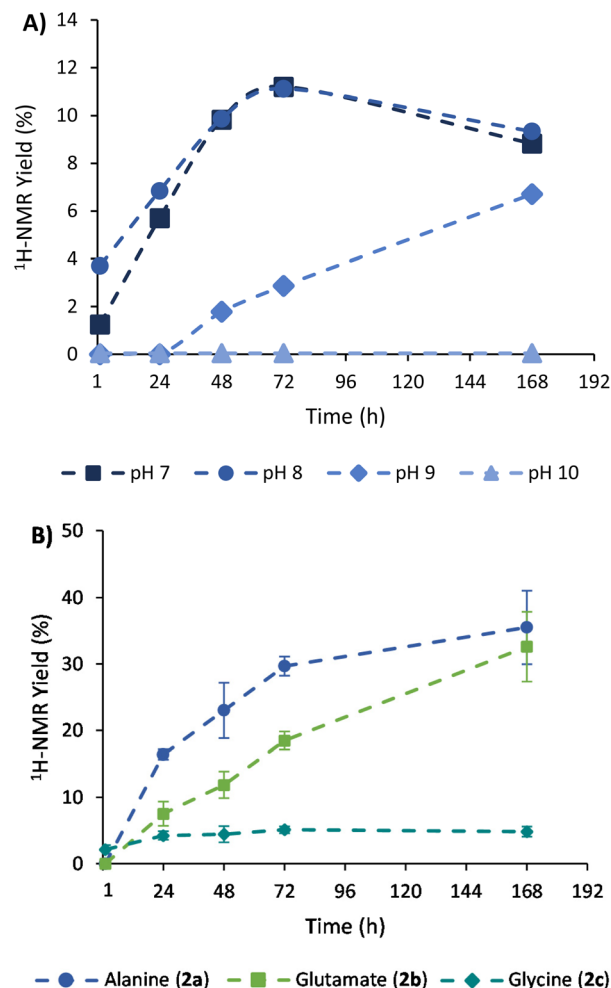 A)
14
12
10
8
6
4
2
0
¹H-NMR Yield (%)
1 24 48 72 96 120 144 168 192
Time (h)
pH 7 pH 8 pH 9 pH 10
B)
50
40
30
20
10
0
¹H-NMR Yield (%)
1 24 48 72 96 120 144 168 192
Time (h)
Alanine (2a) Glutamate (2b) Glycine (2c)